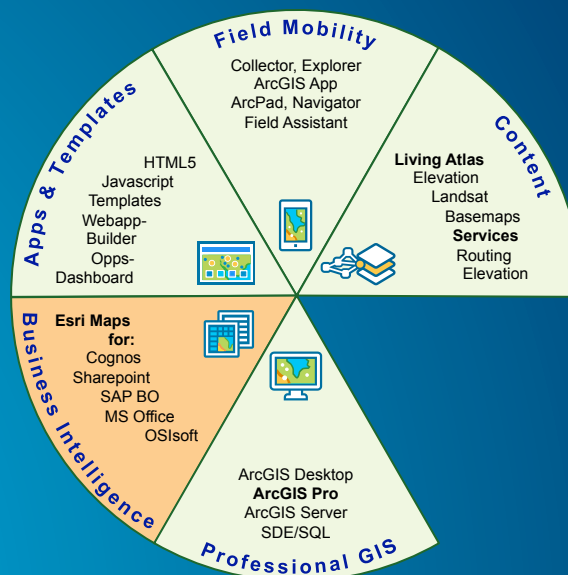 Field Mobility
Collector, Explorer
ArcGIS App
ArcPad, Navigator
Field Assistant
Apps & Templates
HTML5
Javascript
Templates
Webapp-
Builder
Opps-
Dashboard
Content
Living Atlas
Elevation
Landsat
Basemaps
Services
Routing
Elevation
Business Intelligence
Esri Maps
for:
Cognos
Sharepoint
SAP BO
MS Office
OSIsoft
ArcGIS Desktop
ArcGIS Pro
ArcGIS Server
SDE/SQL
Professional GIS